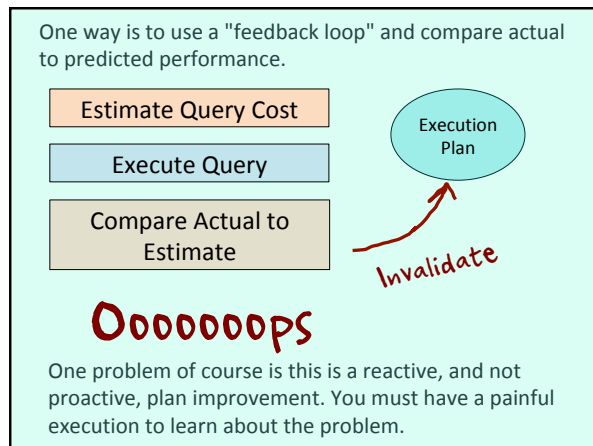 One way is to use a "feedback loop" and compare actual
to predicted performance.
Estimate Query Cost
Execution
Plan
Execute Query
Compare Actual to
Estimate
Invalidate
Ooooooops
One problem of course is this is a reactive, and not
proactive, plan improvement. You must have a painful
execution to learn about the problem.